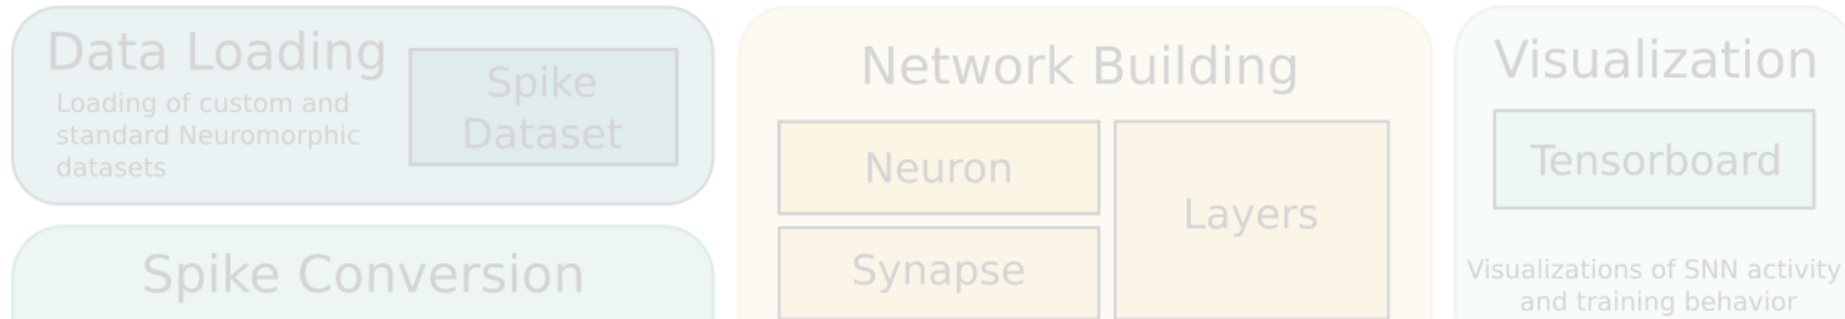 Data Loading
Loading of custom and
standard Neuromorphic
datasets
Spike
Dataset
Spike Conversion
Network Building
Neuron
Synapse
Layers
Visualization
Tensorboard
Visualizations of SNN activity
and training behavior